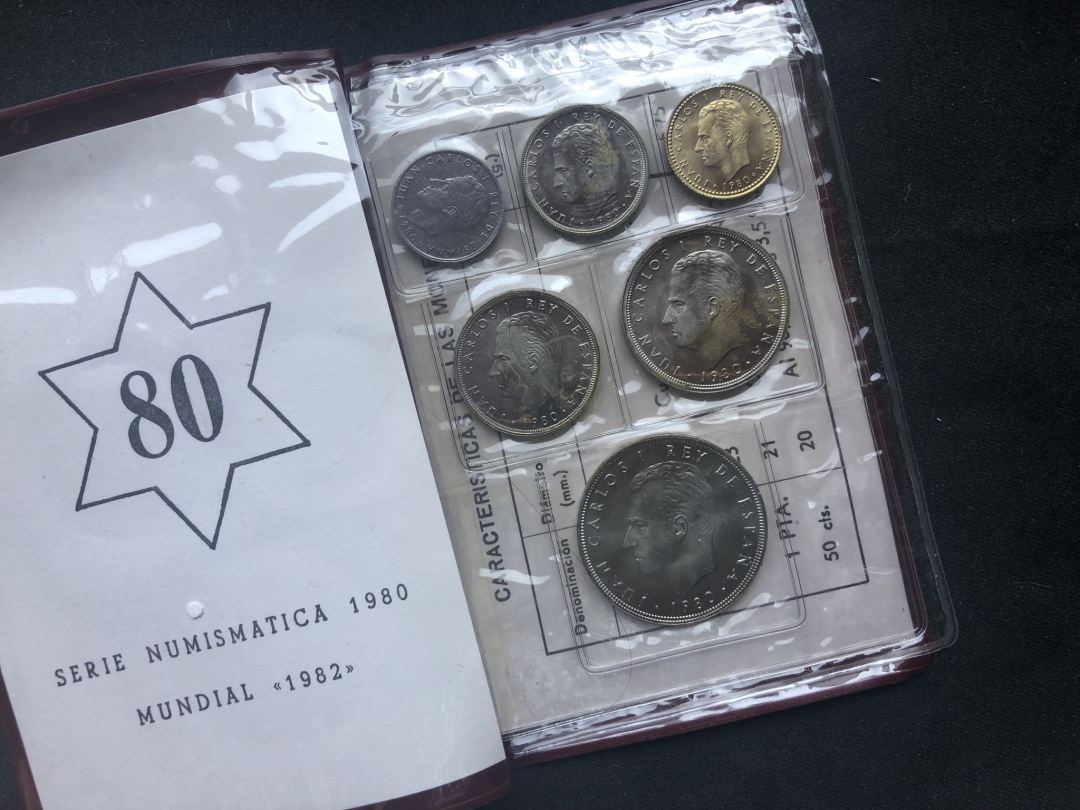 80
SERIE NUMISMATICA 1980
MUNDIAL «1982»
JUAN CARLOS I REY DE ESPAÑA
JUAN CARLOS I REY DE ESPAÑA · 1980 ·
JUAN CARLOS I REY DE ESPAÑA · 1980 ·
JUAN CARLOS I REY DE ESPAÑA · 1980 ·
JUAN CARLOS I REY DE ESPAÑA · 1980 ·
JUAN CARLOS I REY DE ESPAÑA · 1980 ·
CARACTERISTICAS DE LAS
Denominación
Diámetro
(mm.)
1 PTA.
21
50 cts.
20